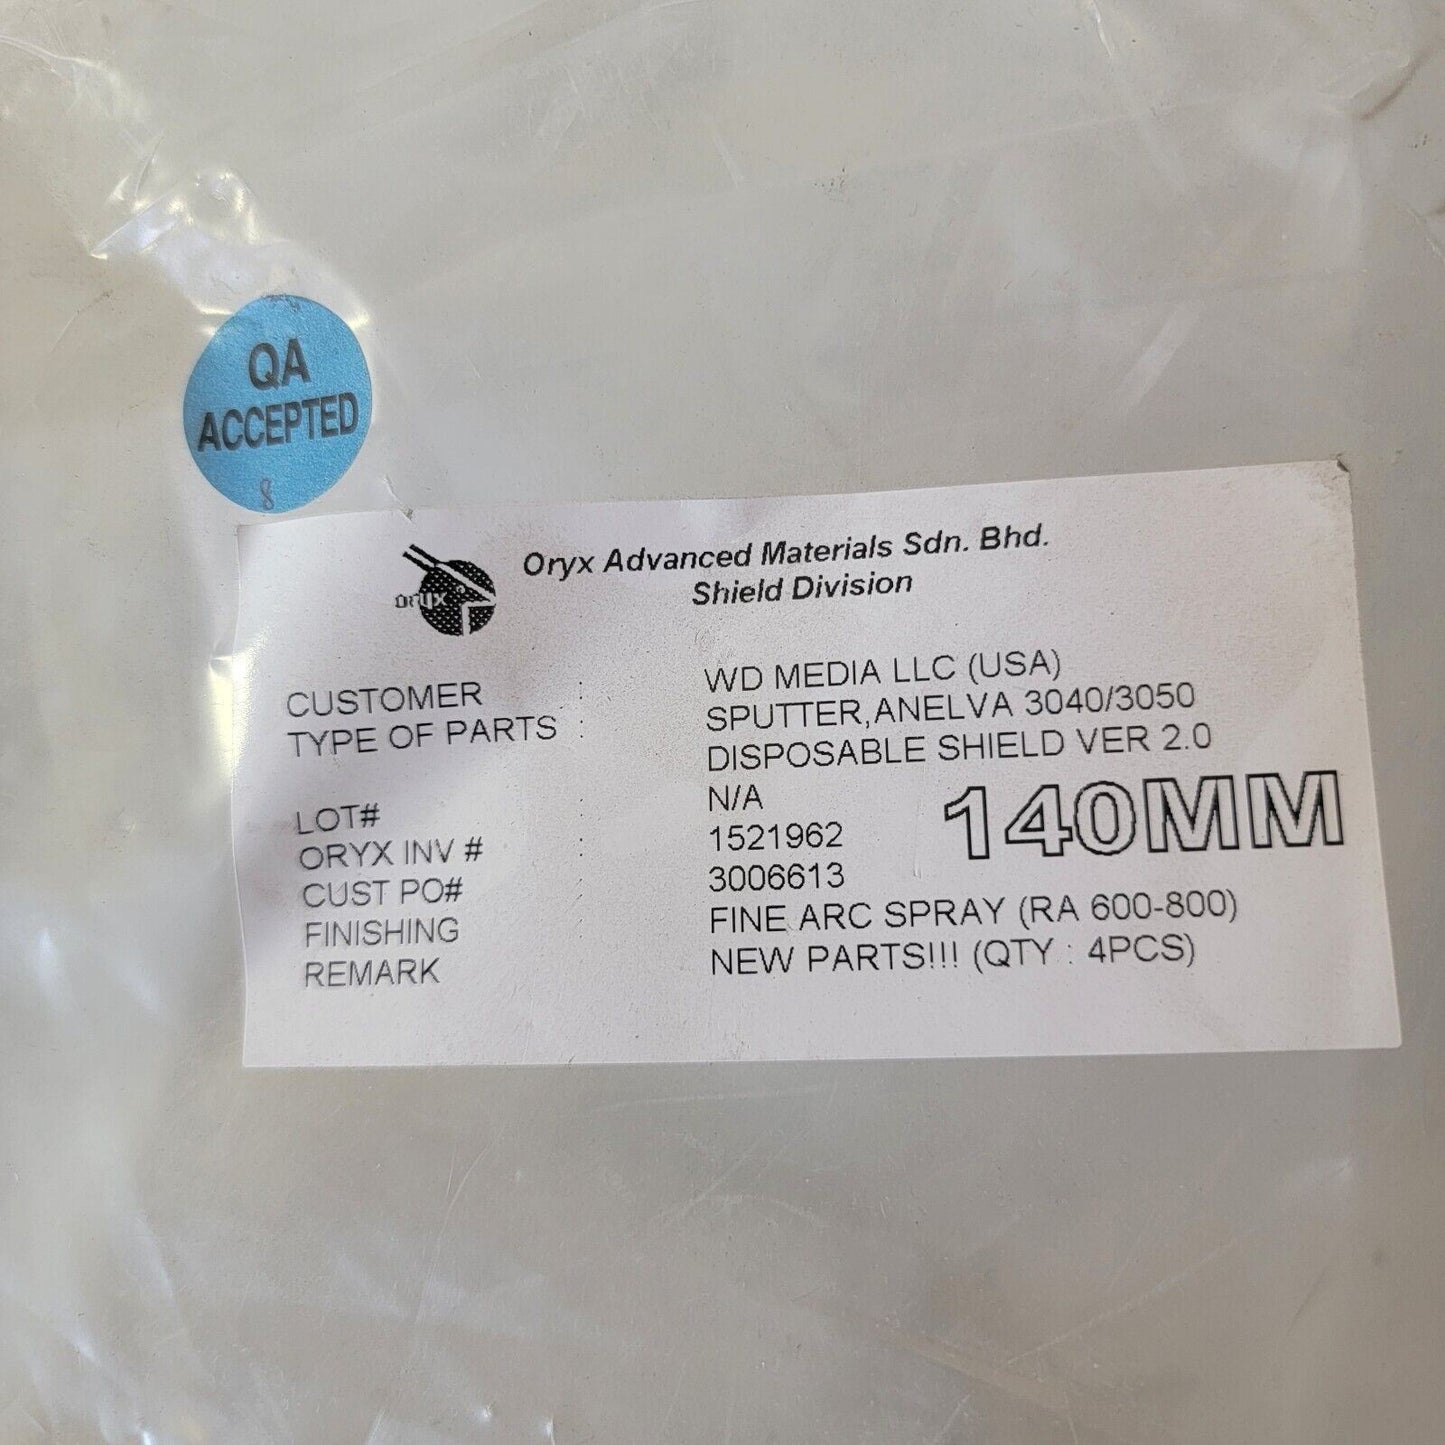 QA
ACCEPTED
8
ORYX
Oryx Advanced Materials Sdn. Bhd.
Shield Division
CUSTOMER : WD MEDIA LLC (USA)
TYPE OF PARTS : SPUTTER,ANELVA 3040/3050
DISPOSABLE SHIELD VER 2.0
LOT# : N/A
140MM
ORYX INV # : 1521962
CUST PO# : 3006613
FINISHING : FINE ARC SPRAY (RA 600-800)
REMARK : NEW PARTS!!! (QTY : 4PCS)